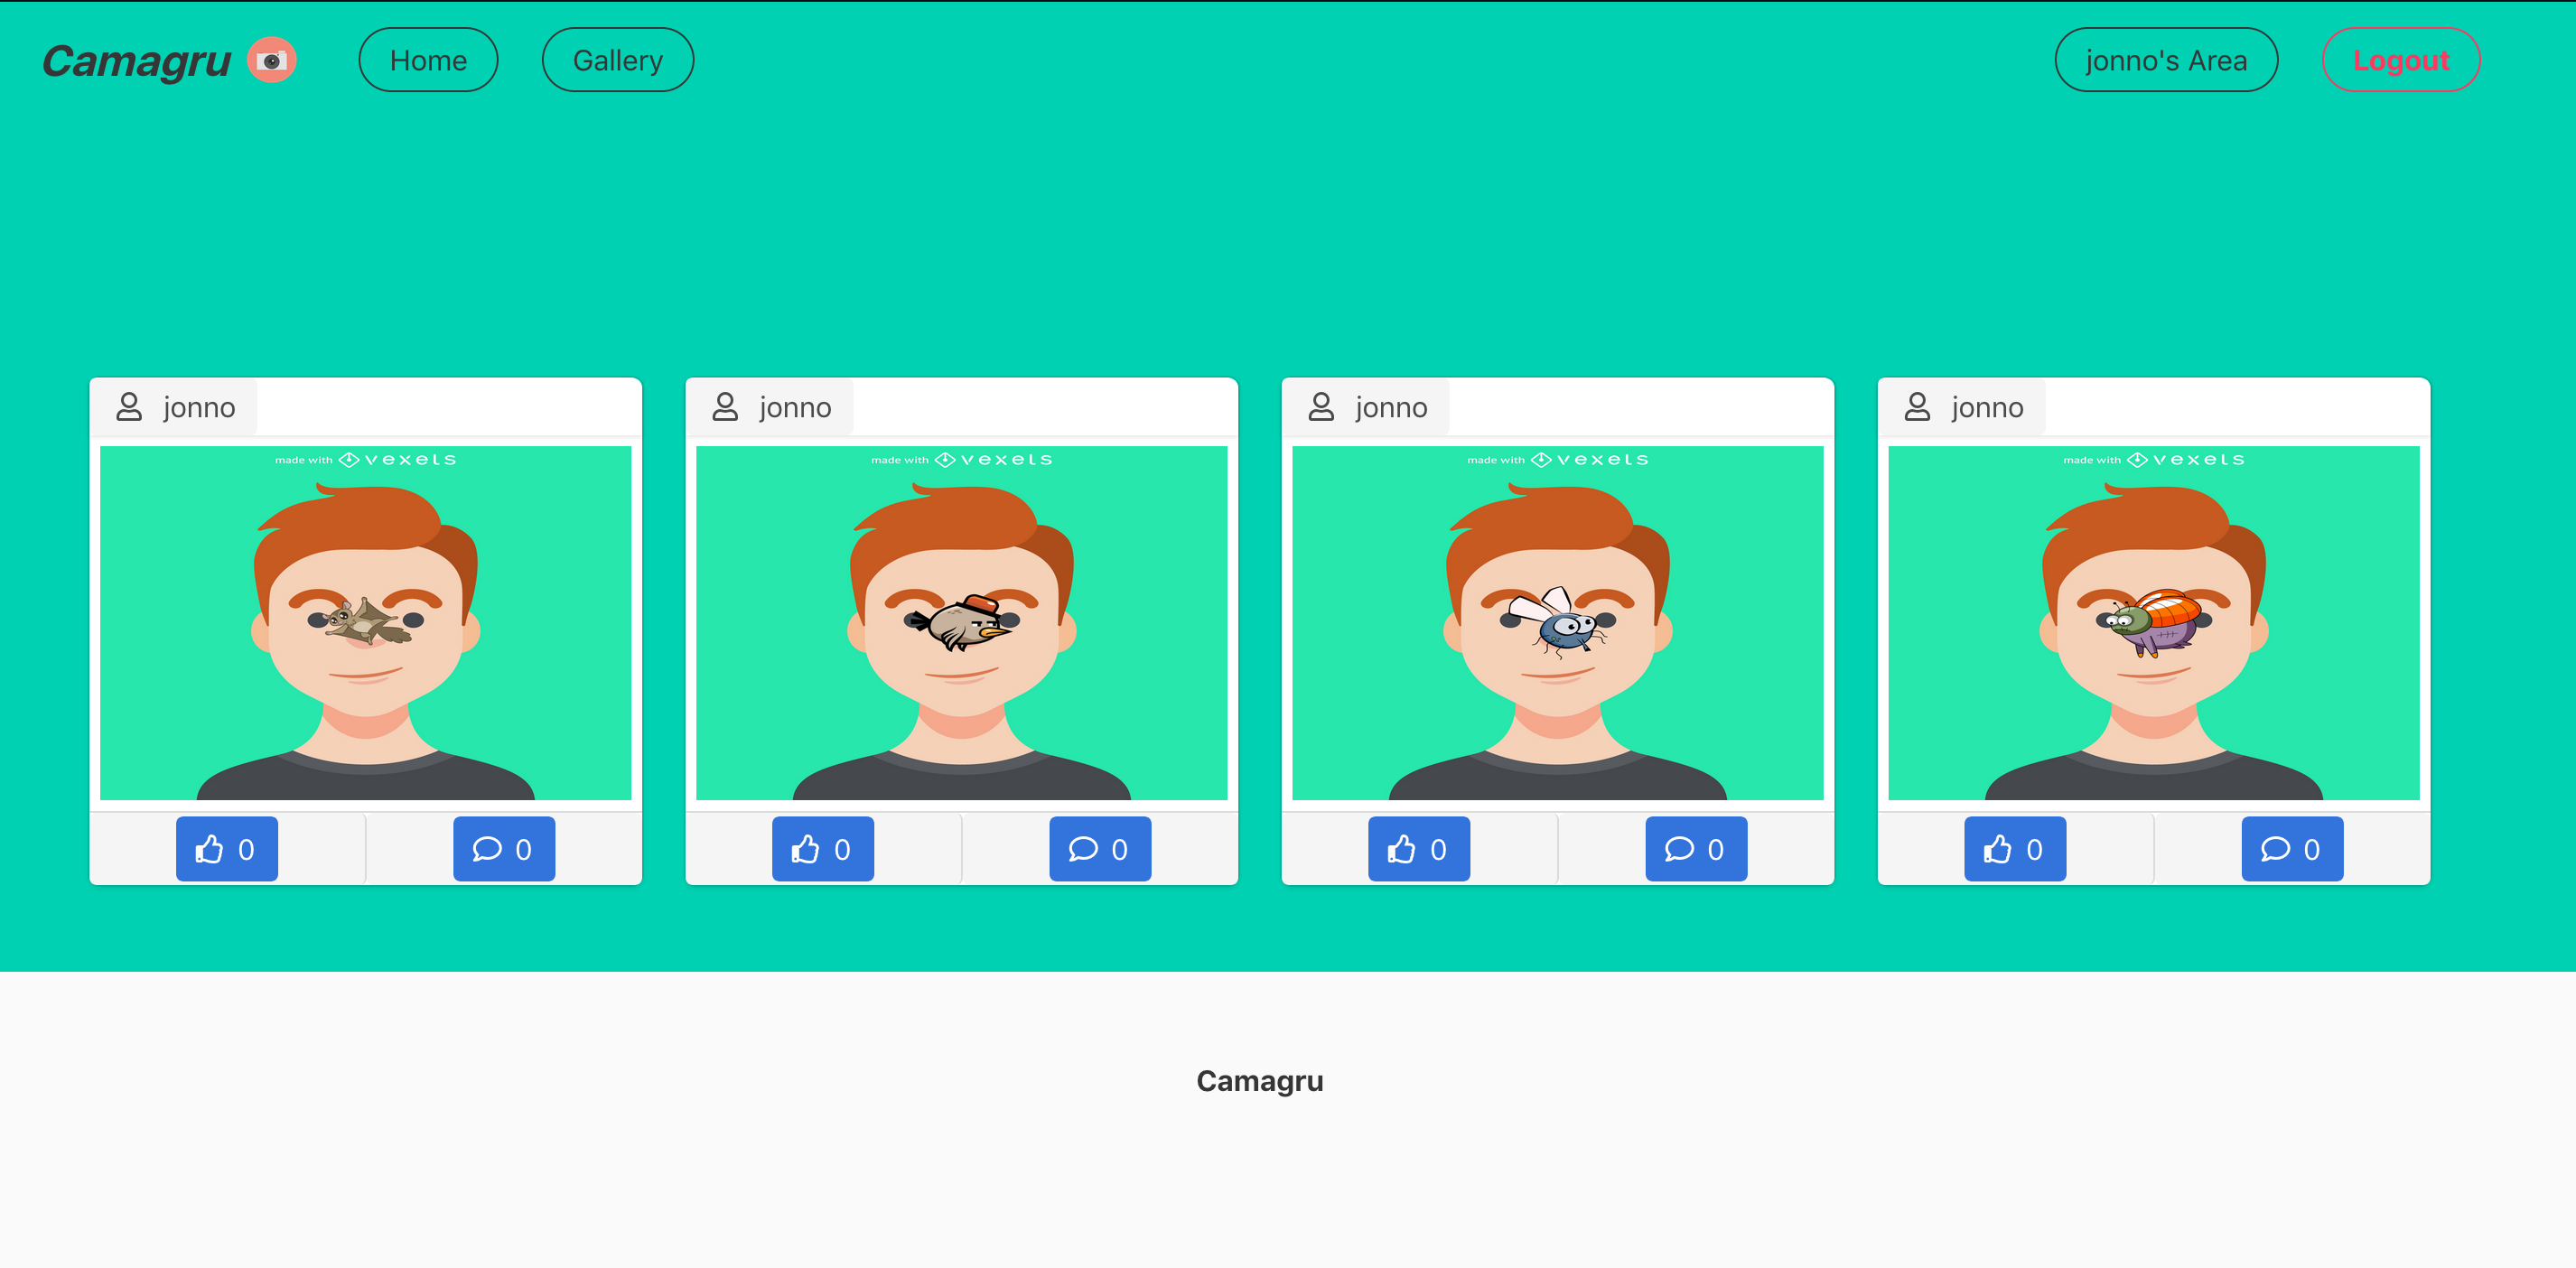 Camagru Home Gallery jonno's Area Logout
jonno jonno jonno jonno
made with vexels made with vexels made with vexels made with vexels
0 0 0 0 0 0 0 0
Camagru